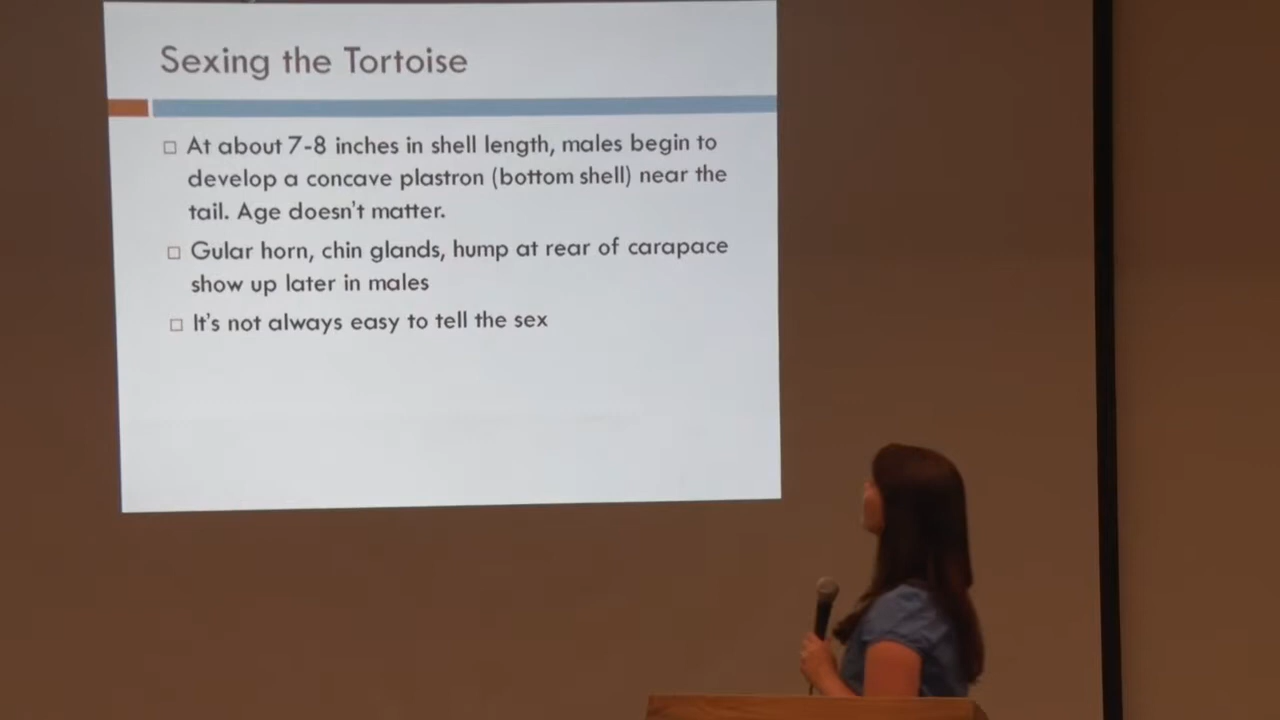 Sexing the Tortoise
□ At about 7-8 inches in shell length, males begin to
develop a concave plastron (bottom shell) near the
tail. Age doesn't matter.
□ Gular horn, chin glands, hump at rear of carapace
show up later in males
□ It's not always easy to tell the sex